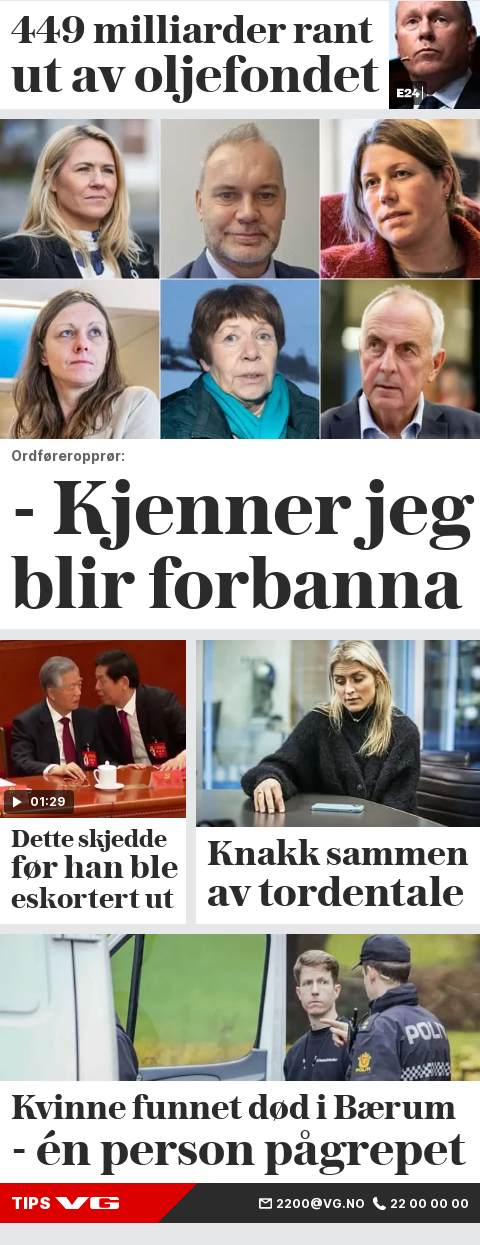 449 milliarder rant
ut av oljefondet
E24
Ordføreropprør:
- Kjenner jeg
blir forbanna
01:29
Dette skjedde
før han ble
eskortert ut
Knakk sammen
av tordentale
POLITI
Kvinne funnet død i Bærum
- én person pågrepet
TIPS VG
2200@VG.NO 22 00 00 00